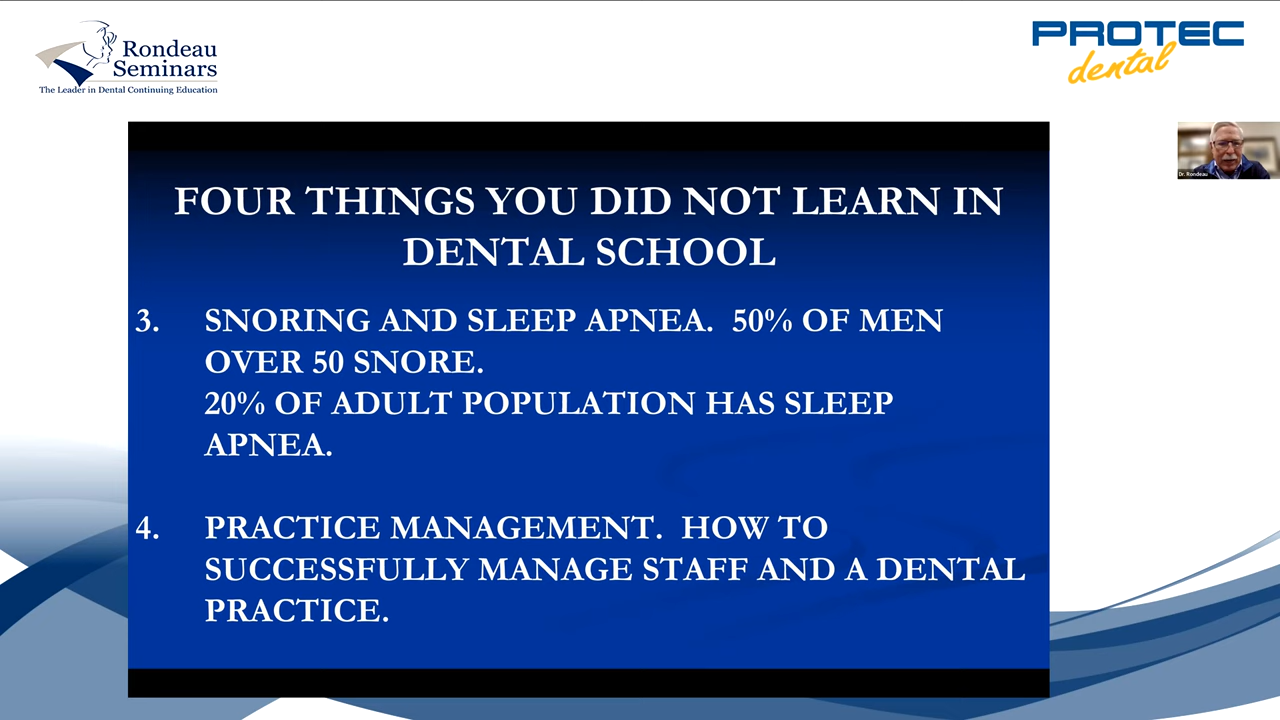 Rondeau
Seminars
The Leader in Dental Continuing Education
PROTEC
dental
Dr. Rondeau
FOUR THINGS YOU DID NOT LEARN IN
DENTAL SCHOOL
3. SNORING AND SLEEP APNEA. 50% OF MEN
OVER 50 SNORE.
20% OF ADULT POPULATION HAS SLEEP
APNEA.
4. PRACTICE MANAGEMENT. HOW TO
SUCCESSFULLY MANAGE STAFF AND A DENTAL
PRACTICE.